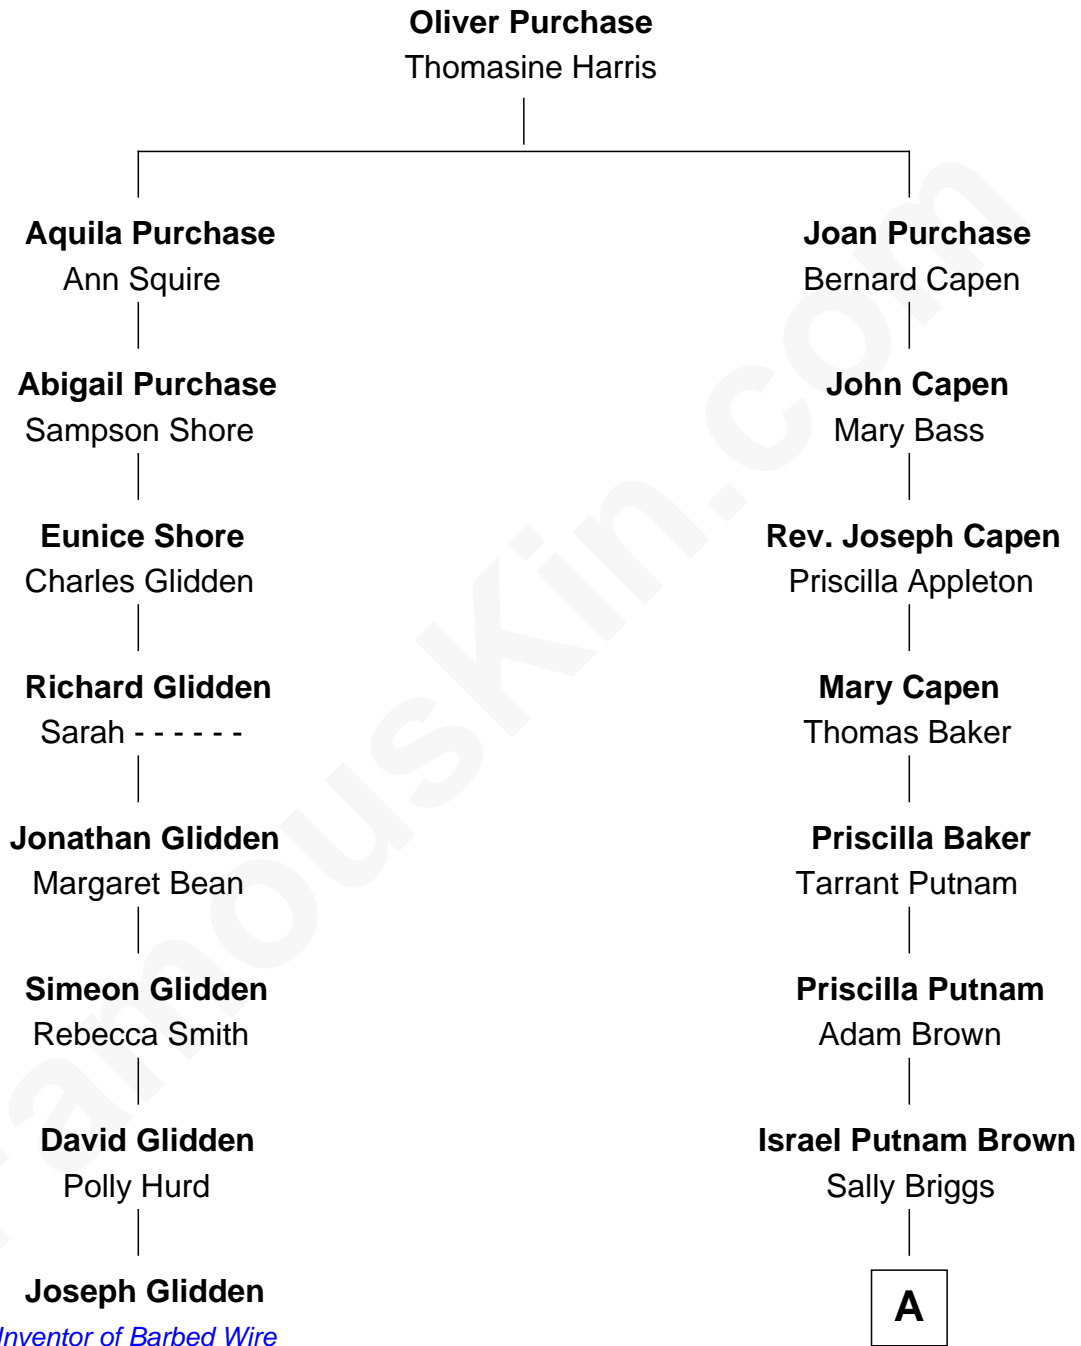 Oliver Purchase
Thomasine Harris
Aquila Purchase
Ann Squire
Joan Purchase
Bernard Capen
Abigail Purchase
Sampson Shore
John Capen
Mary Bass
Eunice Shore
Charles Glidden
Rev. Joseph Capen
Priscilla Appleton
Richard Glidden
Sarah - - - - - -
Mary Capen
Thomas Baker
Jonathan Glidden
Margaret Bean
Priscilla Baker
Tarrant Putnam
Simeon Glidden
Rebecca Smith
Priscilla Putnam
Adam Brown
David Glidden
Polly Hurd
Israel Putnam Brown
Sally Briggs
Joseph Glidden
Inventor of Barbed Wire
A
FamousKin.com